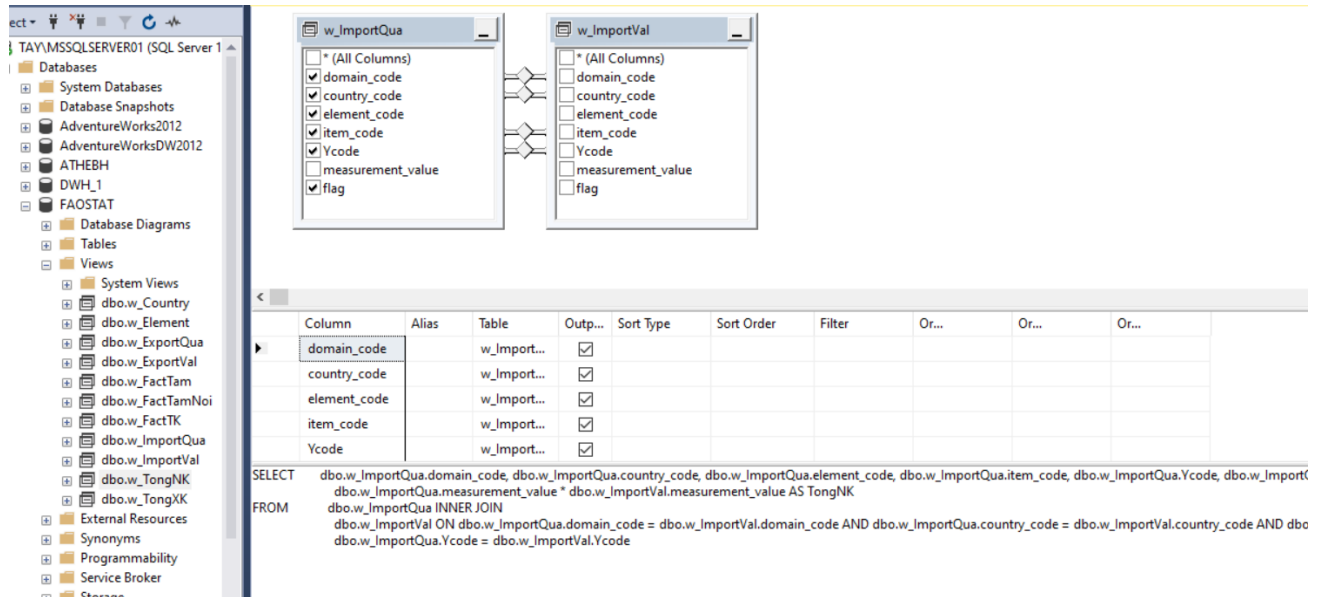 ect
TAY\MSSQLSERVER01 (SQL Server 1
Databases
System Databases
Database Snapshots
AdventureWorks2012
AdventureWorksDW2012
ATHEBH
DWH_1
FAOSTAT
Database Diagrams
Tables
Views
System Views
dbo.w_Country
dbo.w_Element
dbo.w_ExportQua
dbo.w_ExportVal
dbo.w_FactTam
dbo.w_FactTamNoi
dbo.w_FactTK
dbo.w_ImportQua
dbo.w_ImportVal
dbo.w_TongNK
dbo.w_TongXK
External Resources
Synonyms
Programmability
Service Broker
Storage
w_ImportQua
* (All Columns)
domain_code
country_code
element_code
item_code
Ycode
measurement_value
flag
w_ImportVal
* (All Columns)
domain_code
country_code
element_code
item_code
Ycode
measurement_value
flag
Column Alias Table Outp... Sort Type Sort Order Filter Or... Or... Or...
domain_code w_Import...
country_code w_Import...
element_code w_Import...
item_code w_Import...
Ycode w_Import...
SELECT dbo.w_ImportQua.domain_code, dbo.w_ImportQua.country_code, dbo.w_ImportQua.element_code, dbo.w_ImportQua.item_code, dbo.w_ImportQua.Ycode, dbo.w_ImportQ
dbo.w_ImportQua.measurement_value * dbo.w_ImportVal.measurement_value AS TongNK
FROM dbo.w_ImportQua INNER JOIN
dbo.w_ImportVal ON dbo.w_ImportQua.domain_code = dbo.w_ImportVal.domain_code AND dbo.w_ImportQua.country_code = dbo.w_ImportVal.country_code AND dbo
dbo.w_ImportQua.Ycode = dbo.w_ImportVal.Ycode